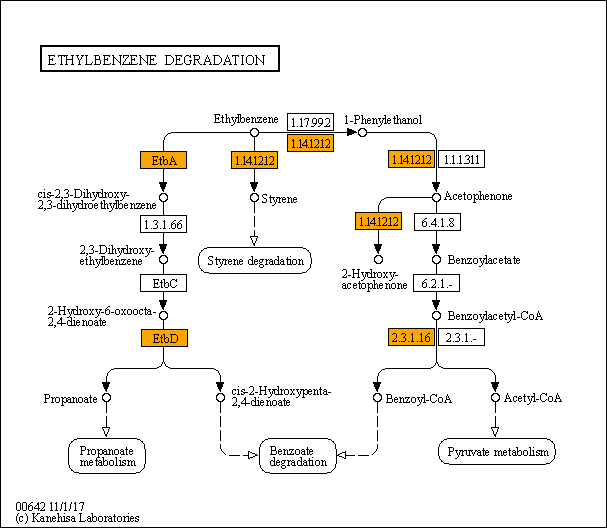 ETHYLBENZENE DEGRADATION
Ethylbenzene
1.17.99.2
1-Phenylethanol
1.14.12.12
EtbA
1.14.12.12
1.14.12.12
1.1.1.311
cis-2,3-Dihydroxy-
2,3-dihydroethylbenzene
Styrene
Acetophenone
1.3.1.66
1.14.12.12
6.4.1.8
2,3-Dihydroxy-
ethylbenzene
Styrene degradation
2-Hydroxy-
acetophenone
Benzoylacetate
EtbC
6.2.1.-
2-Hydroxy-6-oxoocta-
2,4-dienoate
Benzoylacetyl-CoA
EtbD
2.3.1.16
2.3.1.-
Propanoate
cis-2-Hydroxypenta-
2,4-dienoate
Benzoyl-CoA
Acetyl-CoA
Propanoate
metabolism
Benzoate
degradation
Pyruvate metabolism
00642 11/1/17
(c) Kanehisa Laboratories